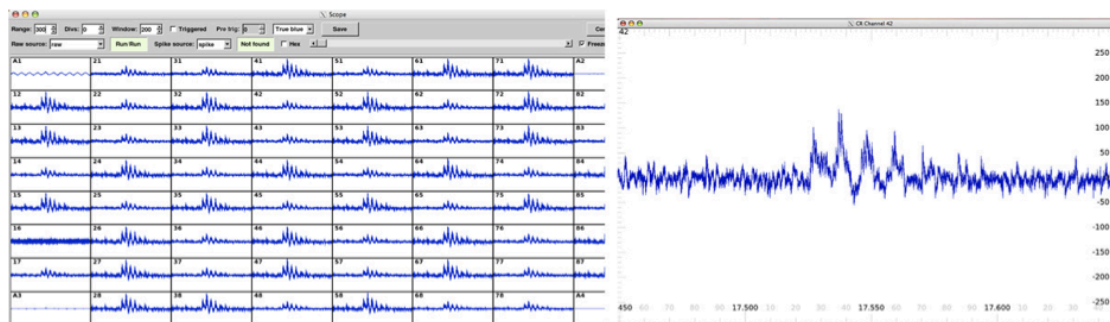 Scope
Range: 300 Divs: 0 Window: 200 Triggered Pre trig: 0 True blue Save
Raw source: raw Run/Run Spike source: spike Not found Hex
A1 21 31 41 51 61 71 A2
12 22 32 42 52 62 72 82
13 23 33 43 53 63 73 83
14 24 34 44 54 64 74 84
15 25 35 45 55 65 75 85
16 26 36 46 56 66 76 86
17 27 37 47 57 67 77 87
A3 28 38 48 58 68 78 A4
CR Channel 42
42
250
200
150
100
50
0
-50
-100
-150
-200
-250
450 60 70 80 90 17.500 10 20 30 40 17.550 60 70 80 90 17.600 10 20 30